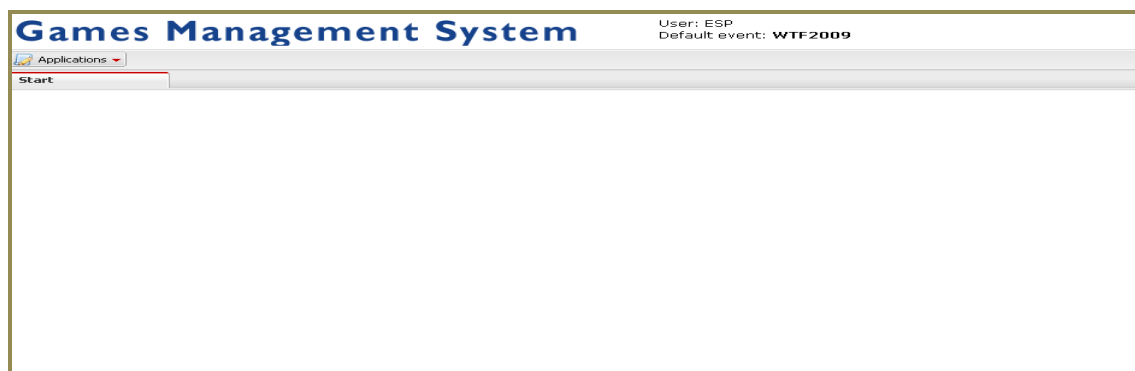 Games Management System
User: ESP
Default event: WTF2009
Applications
Start